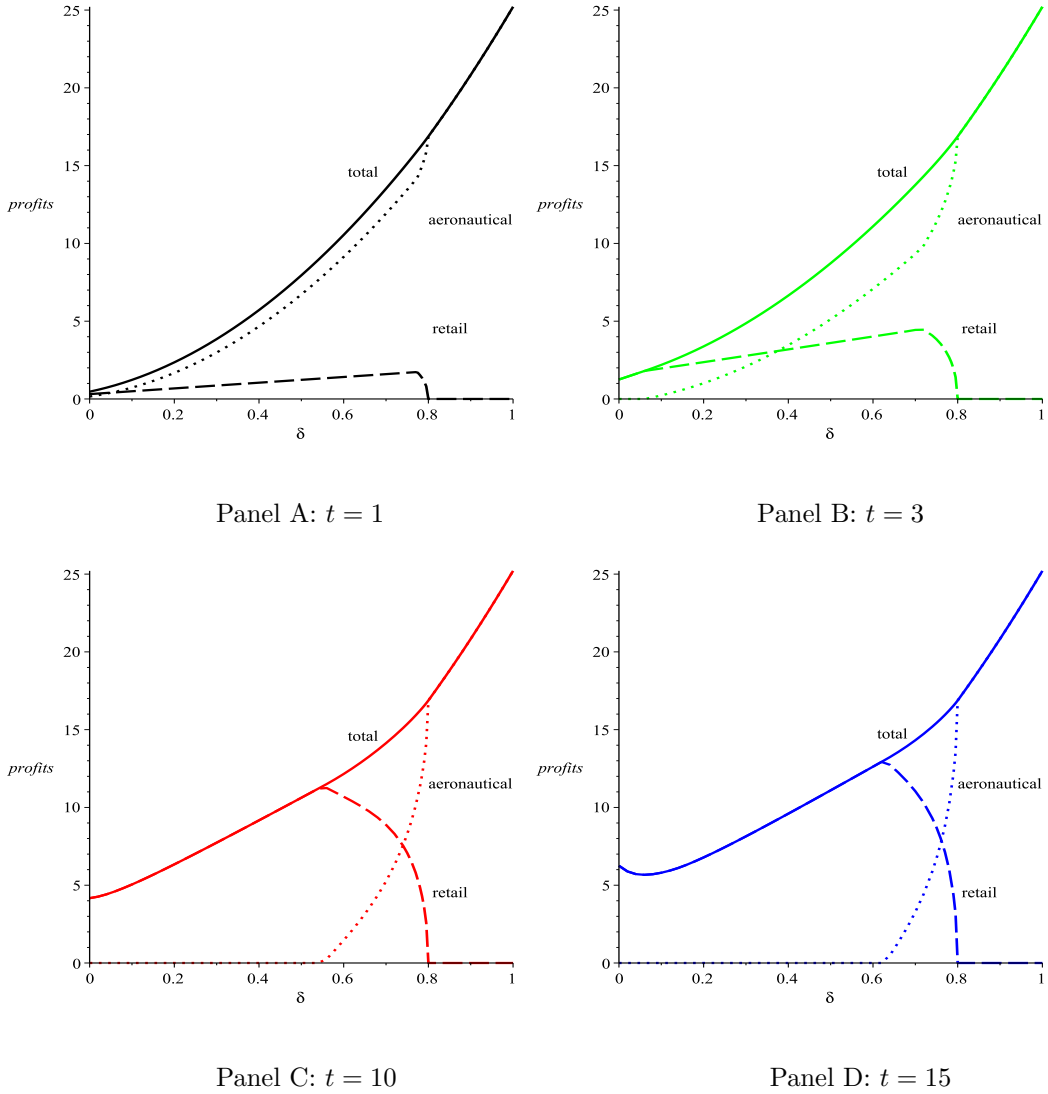 25
20
15
10
5
0
profits
total
aeronautical
retail
0.2 0.4 0.6 0.8 1
δ
Panel A: t = 1
25
20
15
10
5
0
profits
total
aeronautical
retail
0 0.2 0.4 0.6 0.8 1
δ
Panel B: t = 3
25
20
15
10
5
0
profits
total
aeronautical
retail
0 0.2 0.4 0.6 0.8 1
δ
Panel C: t = 10
25
20
15
10
5
0
profits
total
aeronautical
retail
0 0.2 0.4 0.6 0.8 1
δ
Panel D: t = 15